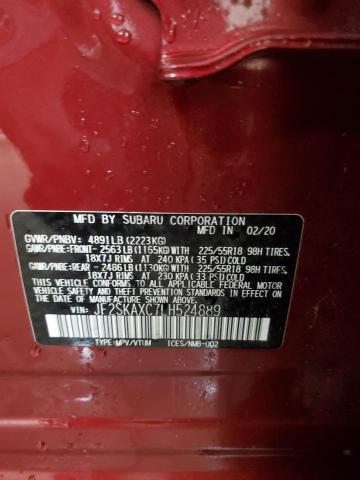 MFD BY SUBARU CORPORATION
MFD IN 02/20
GVWR/PNBV: 4891LB(2223KG)
GAWR/PNBE:FRONT- 2563LB(1165KG)WITH 225/55R18 98H TIRES,
18X7J RIMS AT 240 KPA(35 PSI)COLD
GAWR/PNBE:REAR- 2486LB(1130KG)WITH 225/55R18 98H TIRES,
18X7J RIMS AT 230 KPA(33 PSI)COLD
THIS VEHICLE CONFORMS TO ALL APPLICABLE FEDERAL
MOTOR VEHICLE SAFETY, BUMPER, AND THEFT PREVENTION
STANDARDS IN EFFECT ON THE DATE OF MANUFACTURE
SHOWN ABOVE.
VIN: JF2SKAXC7LH524889
TYPE:MPV/VTUM ICES/NMB-002